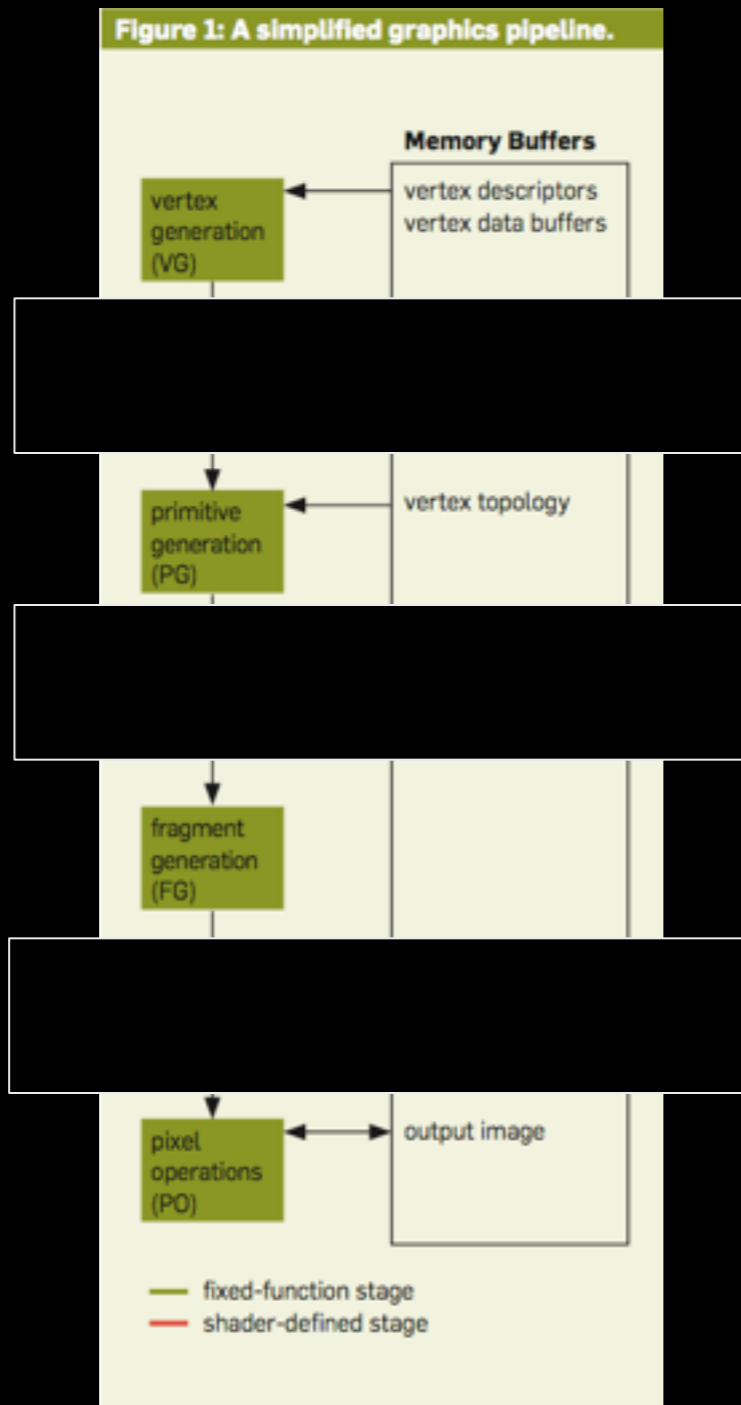 Figure 1: A simplified graphics pipeline.
Memory Buffers
vertex
generation
(VG)
vertex descriptors
vertex data buffers
primitive
generation
(PG)
vertex topology
fragment
generation
(FG)
pixel
operations
(PO)
output image
fixed-function stage
shader-defined stage